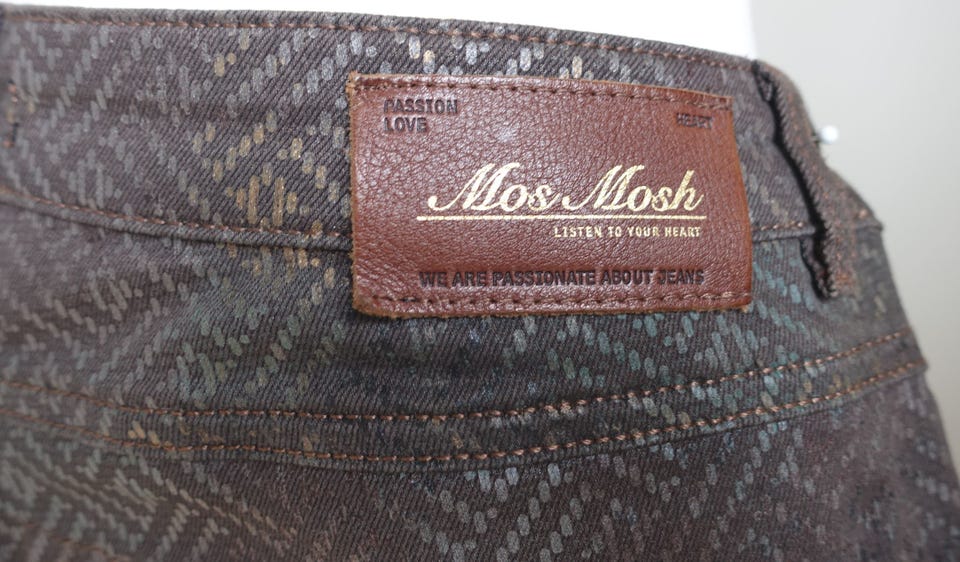 PASSION
LOVE
HEART
Mos Mosh
LISTEN TO YOUR HEART
WE ARE PASSIONATE ABOUT JEANS